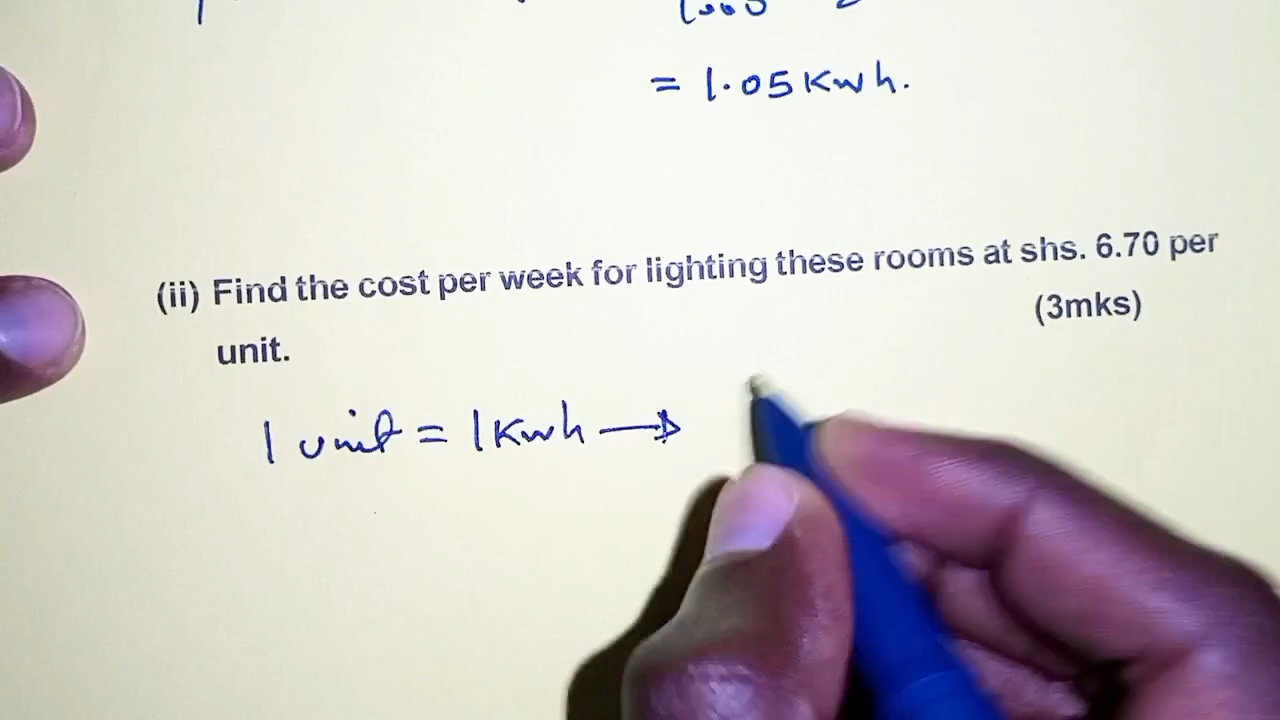 = 1.05 Kwh.
(ii) Find the cost per week for lighting these rooms at shs. 6.70 per
(3mks)
unit.
1 unit = 1 Kwh →